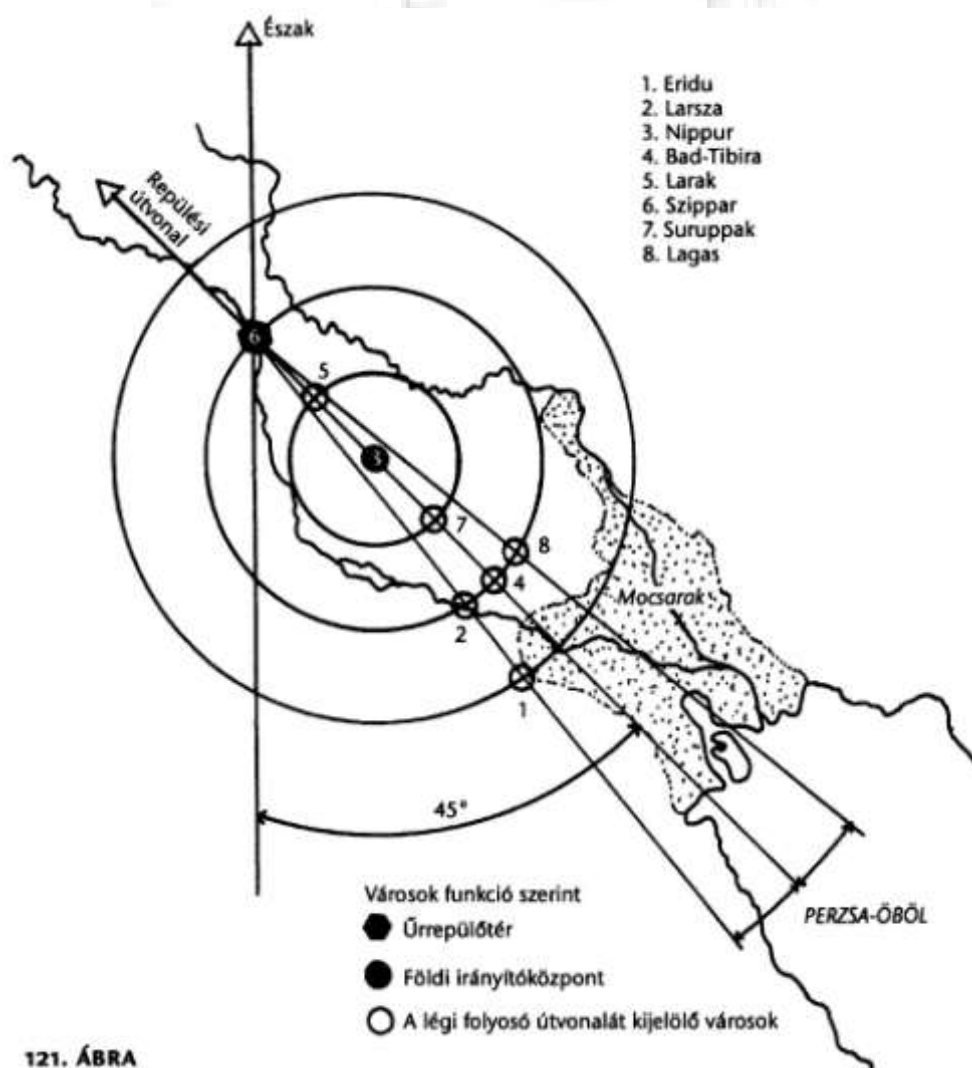 Észak
1. Eridu
2. Larsza
3. Nippur
4. Bad-Tibira
5. Larak
6. Szippar
7. Suruppak
8. Lagas
Repülési
útvonal
6
5
3
7
8
4
2
1
Mocsarak
45°
PERZSA-ÖBÖL
Városok funkció szerint
Űrrepülőtér
Földi irányítóközpont
A légi folyosó útvonalát kijelölő városok
121. ÁBRA